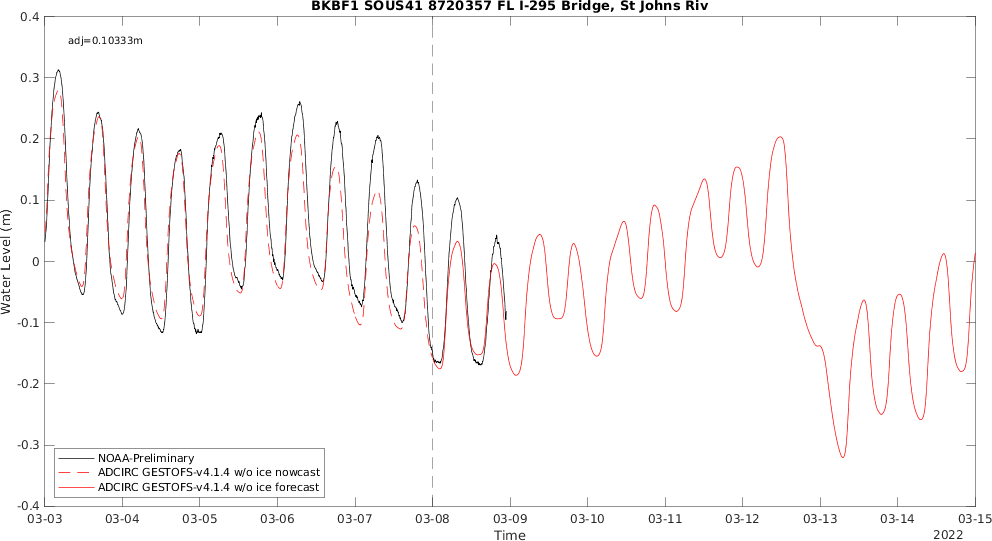 BKBF1 SOUS41 8720357 FL I-295 Bridge, St Johns Riv
adj=0.10333m
0.4
0.3
0.2
0.1
0
-0.1
-0.2
-0.3
-0.4
Water Level (m)
NOAA-Preliminary
ADCIRC GESTOFS-v4.1.4 w/o ice nowcast
ADCIRC GESTOFS-v4.1.4 w/o ice forecast
03-03 03-04 03-05 03-06 03-07 03-08 03-09 03-10 03-11 03-12 03-13 03-14 03-15
Time
2022